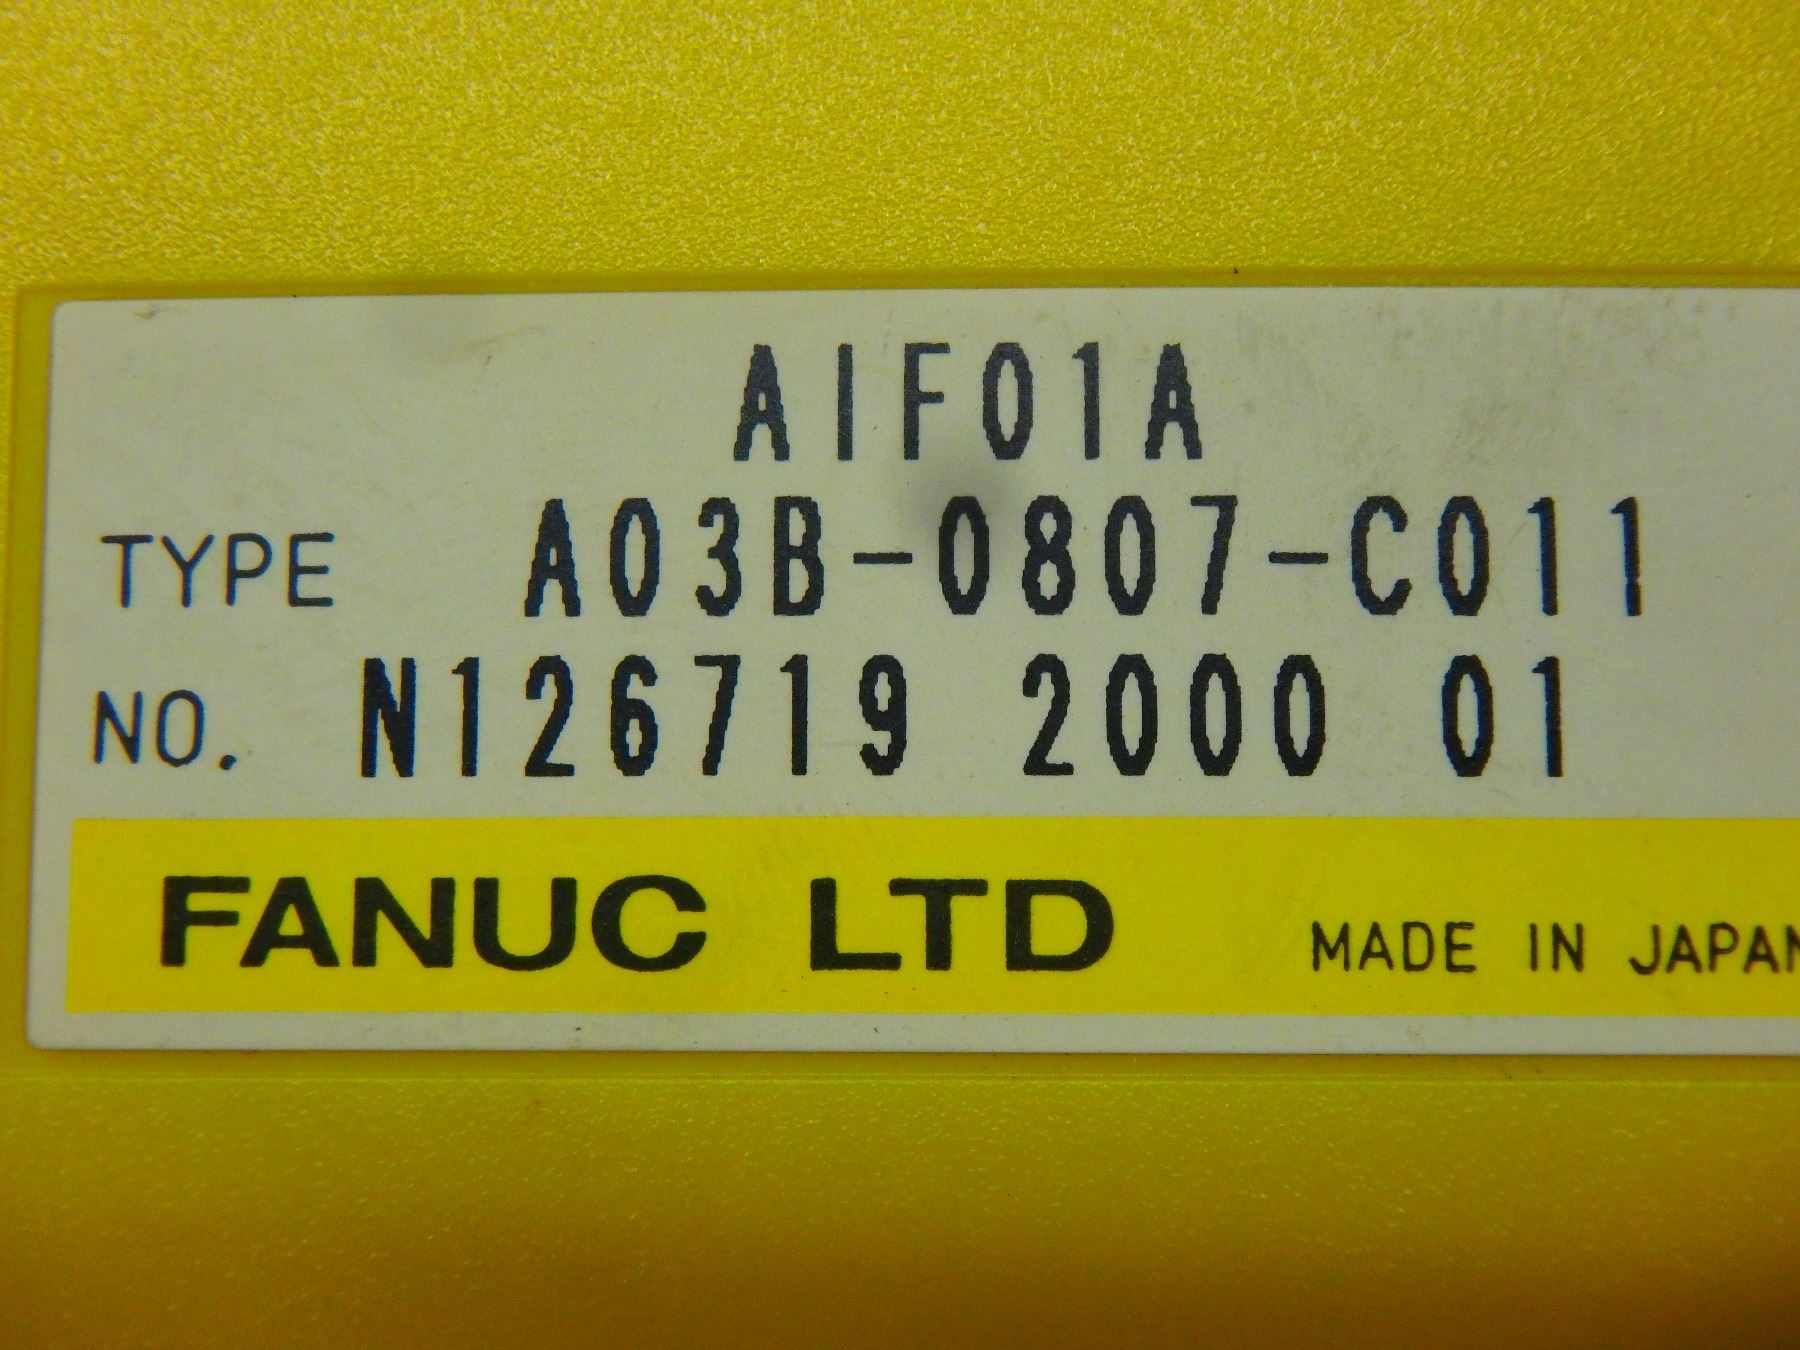 AIF01A
TYPE A03B-0807-C011
NO. N126719 2000 01
FANUC LTD MADE IN JAPAN